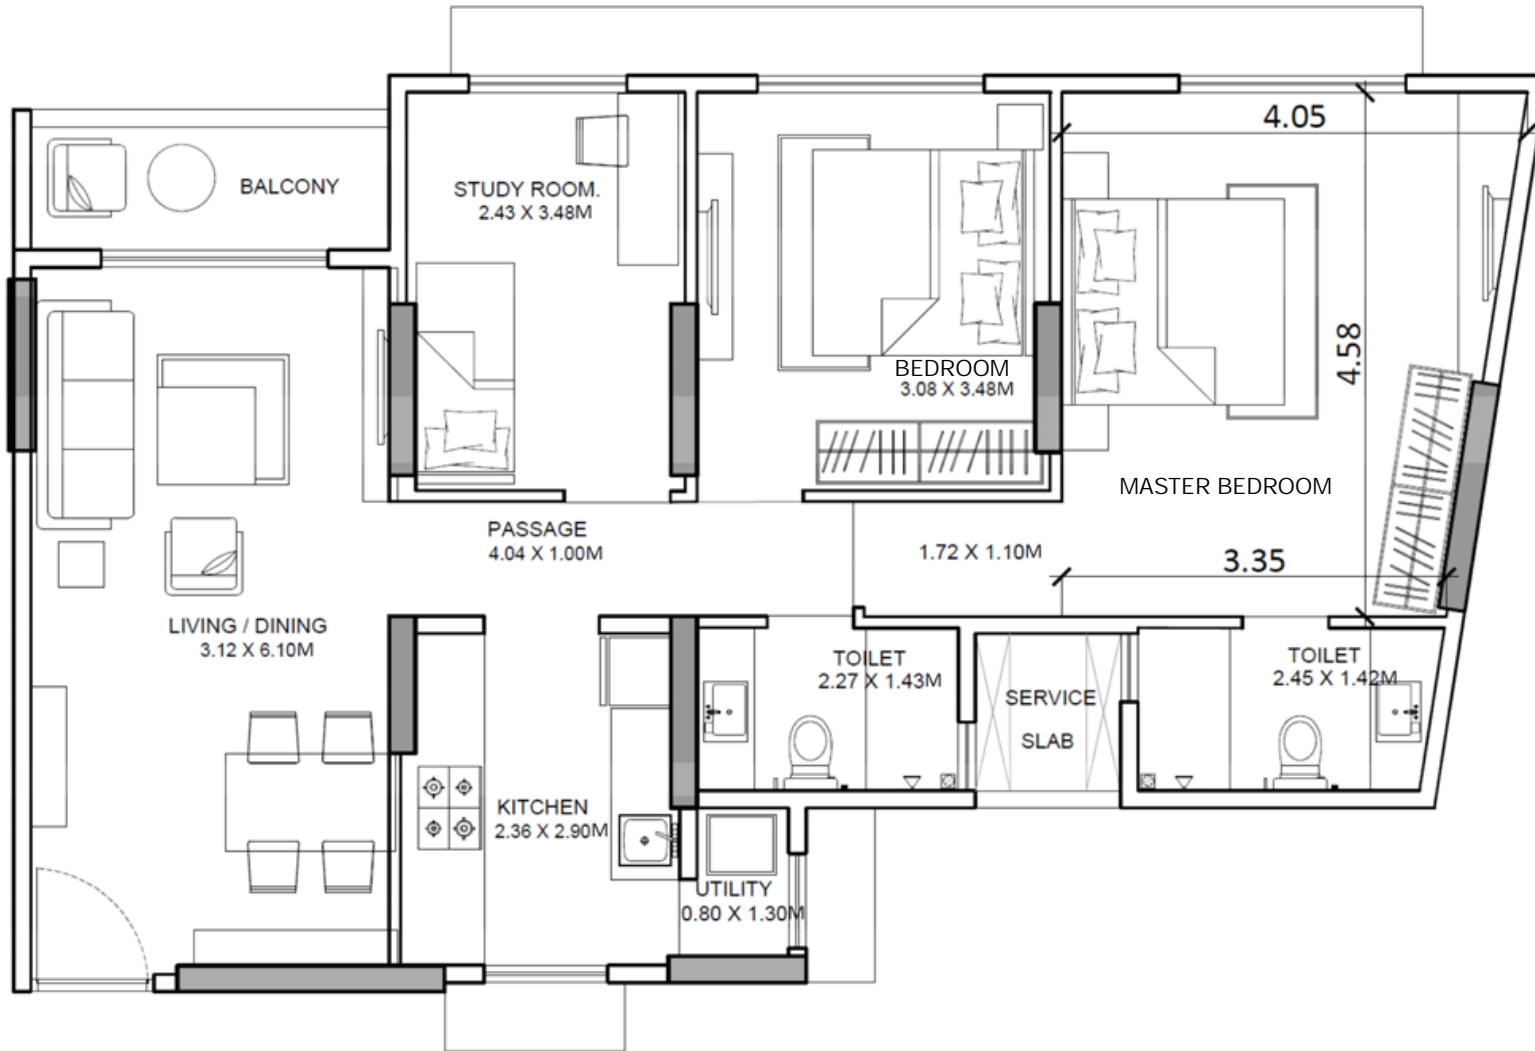 4.05
BALCONY
STUDY ROOM.
2.43 X 3.48M
4.58
BEDROOM
3.08 X 3.48M
MASTER BEDROOM
PASSAGE
4.04 X 1.00M
1.72 X 1.10M
3.35
LIVING / DINING
3.12 X 6.10M
TOILET
2.27 X 1.43M
TOILET
2.45 X 1.42M
SERVICE
SLAB
KITCHEN
2.36 X 2.90M
UTILITY
0.80 X 1.30M